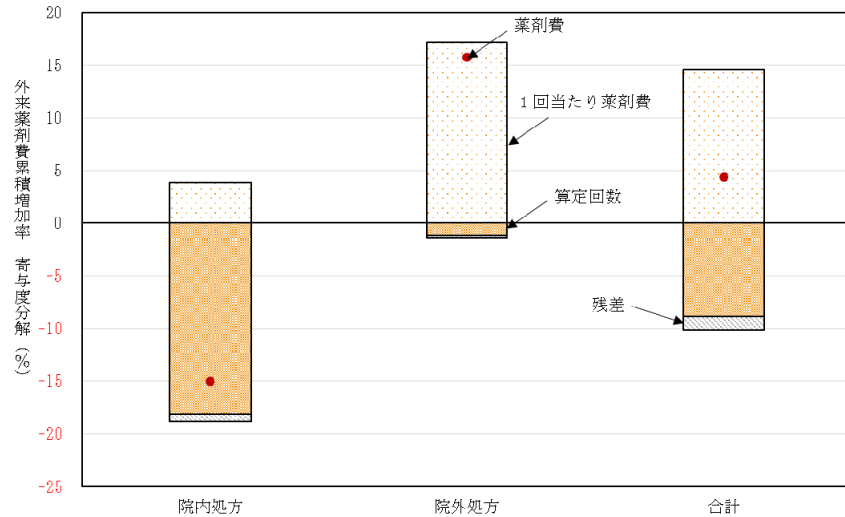 外来薬剤費累積増加率 寄与度分解(%)
20
15
10
5
0
-5
-10
-15
-20
-25
薬剤費
1回当たり薬剤費
算定回数
残差
院内処方
院外処方
合計